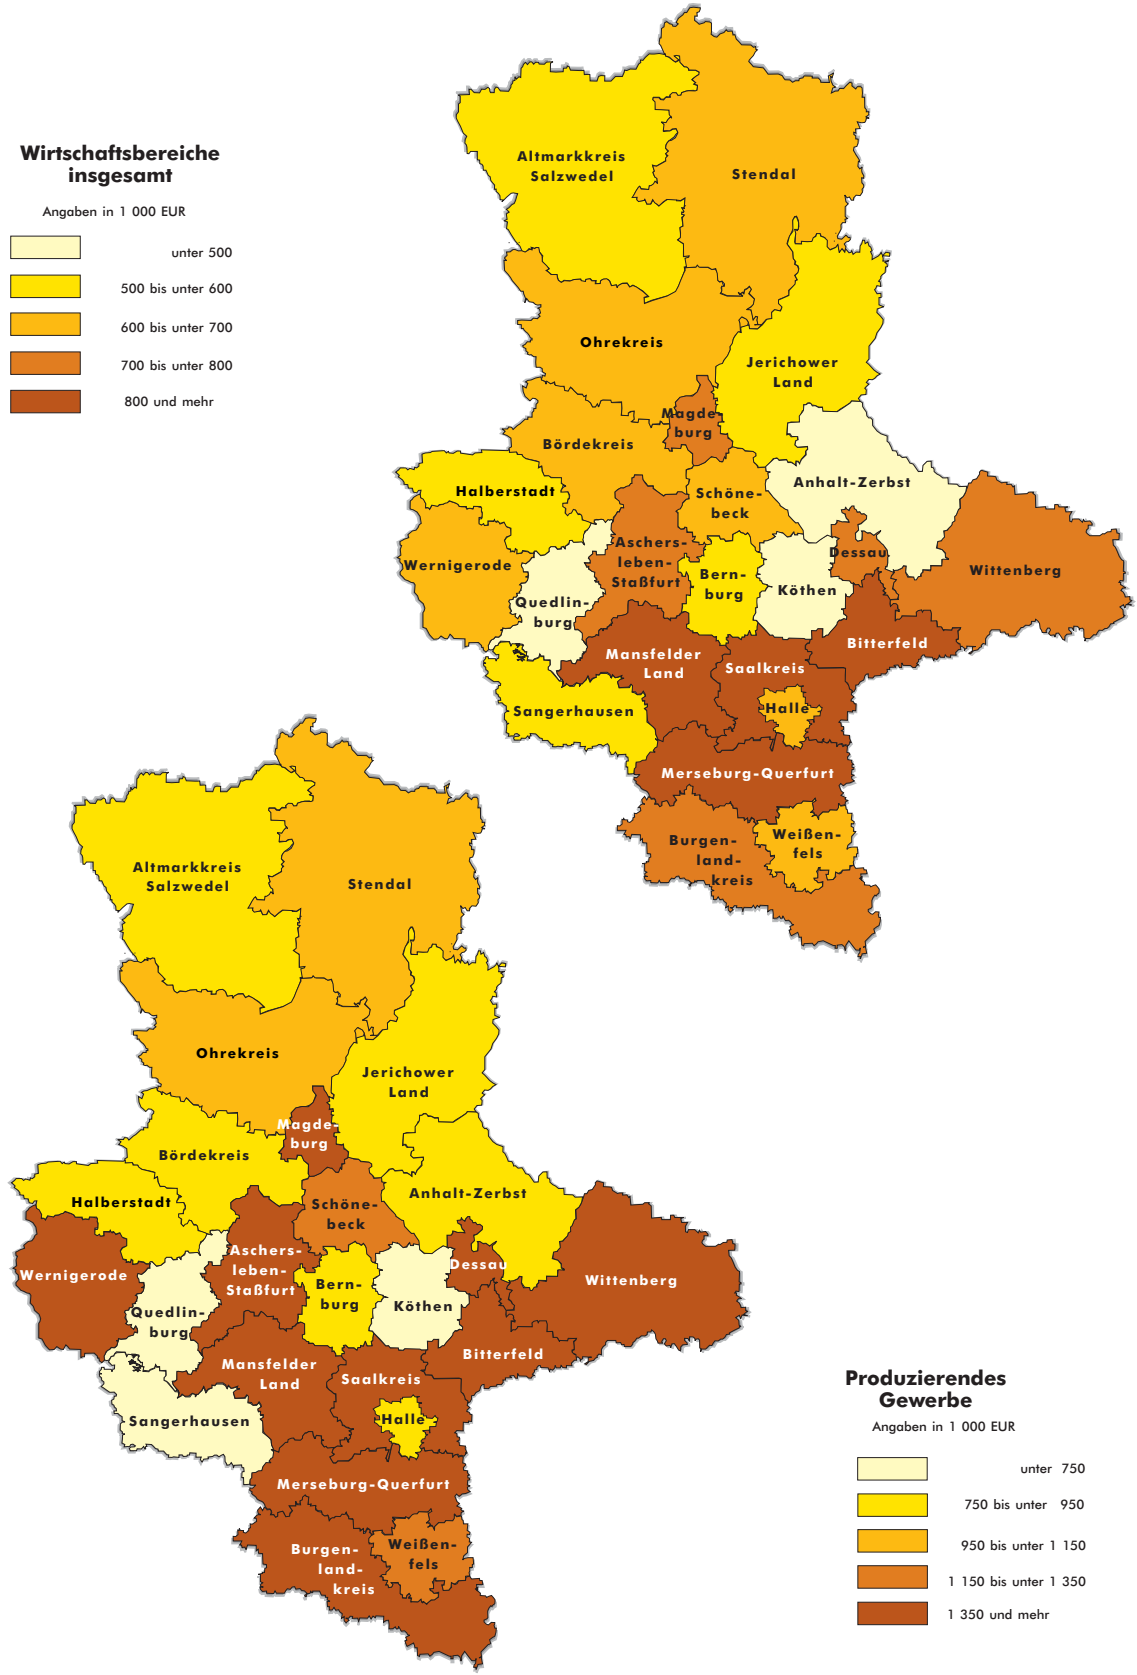 Wirtschaftsbereiche
insgesamt
Angaben in 1 000 EUR
unter 500
500 bis unter 600
600 bis unter 700
700 bis unter 800
800 und mehr
Altmarkkreis
Salzwedel
Stendal
Ohrekreis
Jerichower
Land
Magde-
burg
Bördekreis
Halberstadt
Schöne-
beck
Anhalt-Zerbst
Wernigerode
Aschers-
leben-
Staßfurt
Quedlin-
burg
Bern-
burg
Köthen
Dessau
Wittenberg
Bitterfeld
Mansfelder
Land
Saalkreis
Halle
Sangerhausen
Merseburg-Querfurt
Burgen-
land-
kreis
Weißen-
fels
Altmarkkreis
Salzwedel
Stendal
Ohrekreis
Jerichower
Land
Magde-
burg
Bördekreis
Halberstadt
Schöne-
beck
Anhalt-Zerbst
Wernigerode
Aschers-
leben-
Staßfurt
Quedlin-
burg
Bern-
burg
Köthen
Dessau
Wittenberg
Bitterfeld
Mansfelder
Land
Saalkreis
Halle
Sangerhausen
Merseburg-Querfurt
Burgen-
land-
kreis
Weißen-
fels
Produzierendes
Gewerbe
Angaben in 1 000 EUR
unter 750
750 bis unter 950
950 bis unter 1 150
1 150 bis unter 1 350
1 350 und mehr